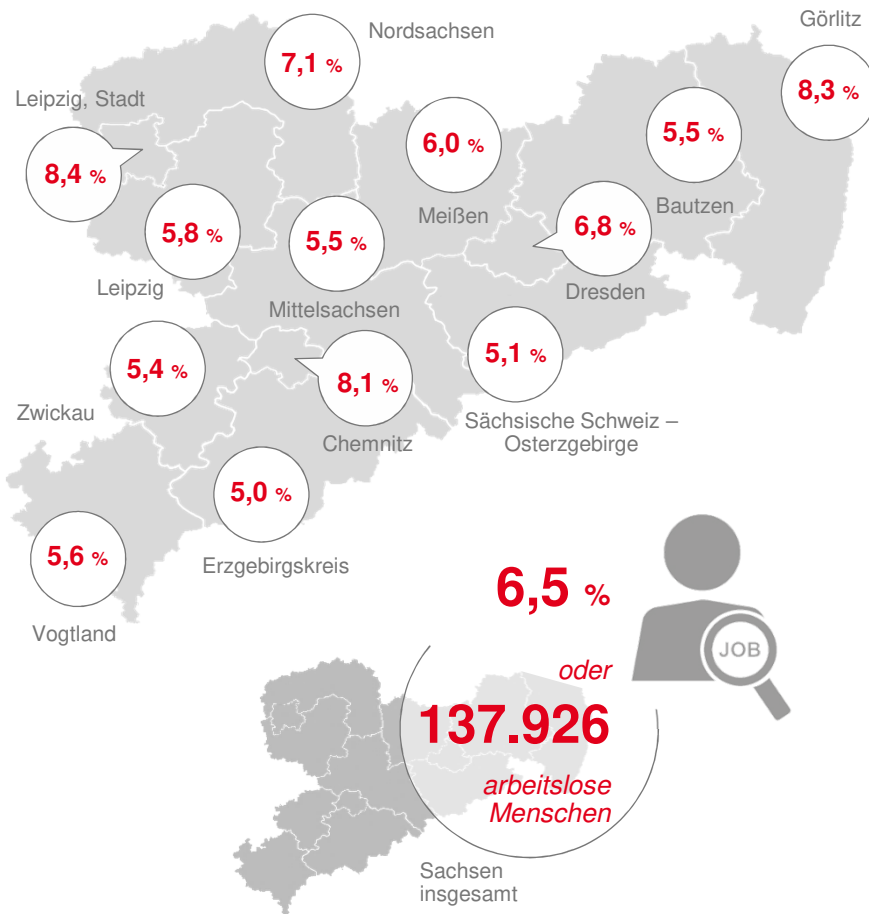 Nordsachsen
7,1 %
Görlitz
8,3 %
Leipzig, Stadt
8,4 %
6,0 %
Meißen
5,5 %
Bautzen
5,8 %
Leipzig
5,5 %
Mittelsachsen
6,8 %
Dresden
5,4 %
Zwickau
8,1 %
Chemnitz
5,1 %
Sächsische Schweiz –
Osterzgebirge
5,0 %
Erzgebirgskreis
5,6 %
Vogtland
6,5 %
JOB
oder
137.926
arbeitslose
Menschen
Sachsen
insgesamt